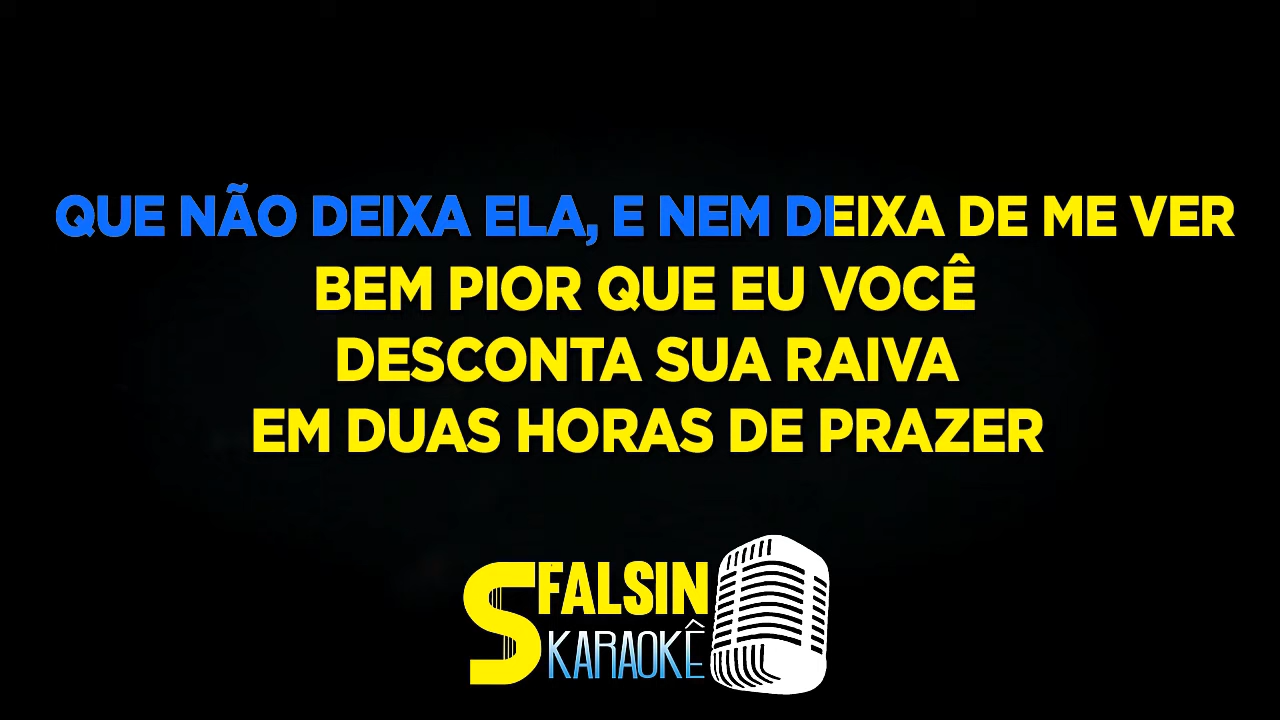 QUE NÃO DEIXA ELA, E NEM DEIXA DE ME VER
BEM PIOR QUE EU VOCÊ
DESCONTA SUA RAIVA
EM DUAS HORAS DE PRAZER
S FALSIN
KARAOKÊ